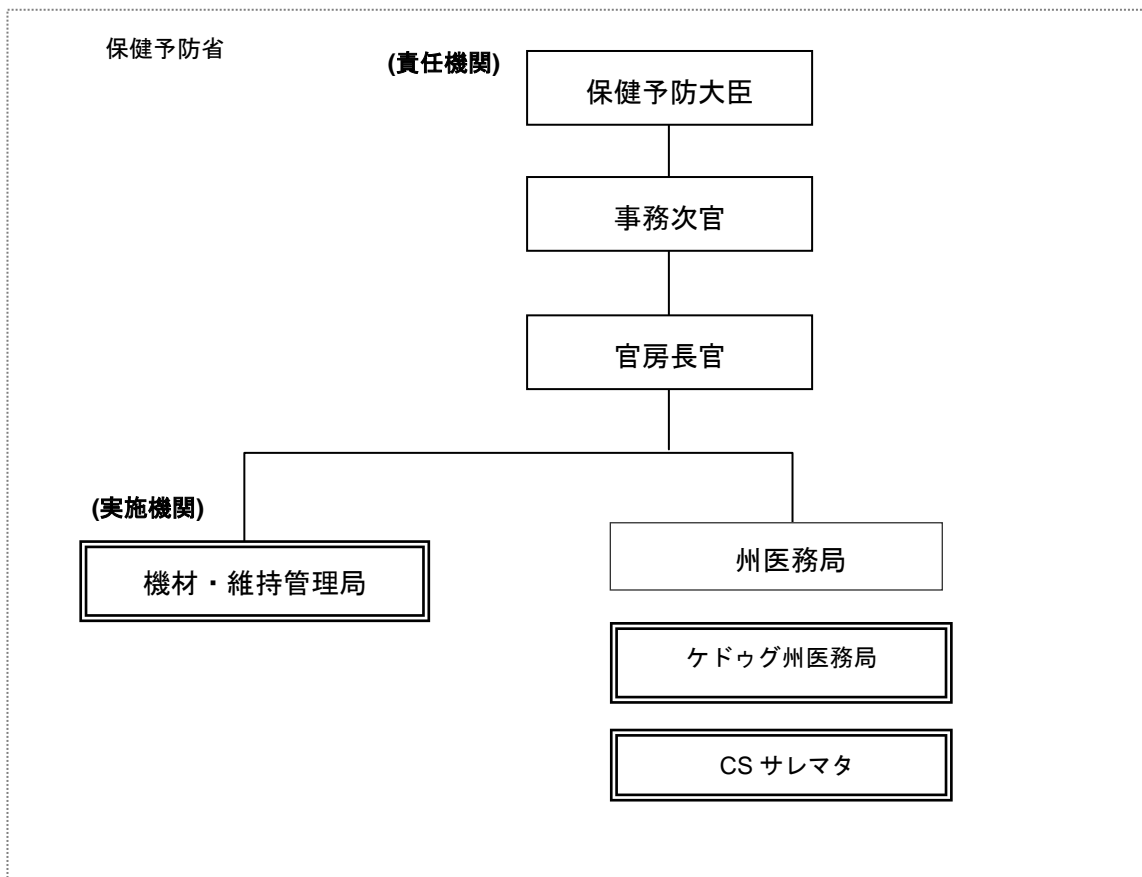 保健予防省
(責任機関)
保健予防大臣
事務次官
官房長官
(実施機関)
機材・維持管理局
州医務局
ケドゥグ州医務局
CS サレマタ